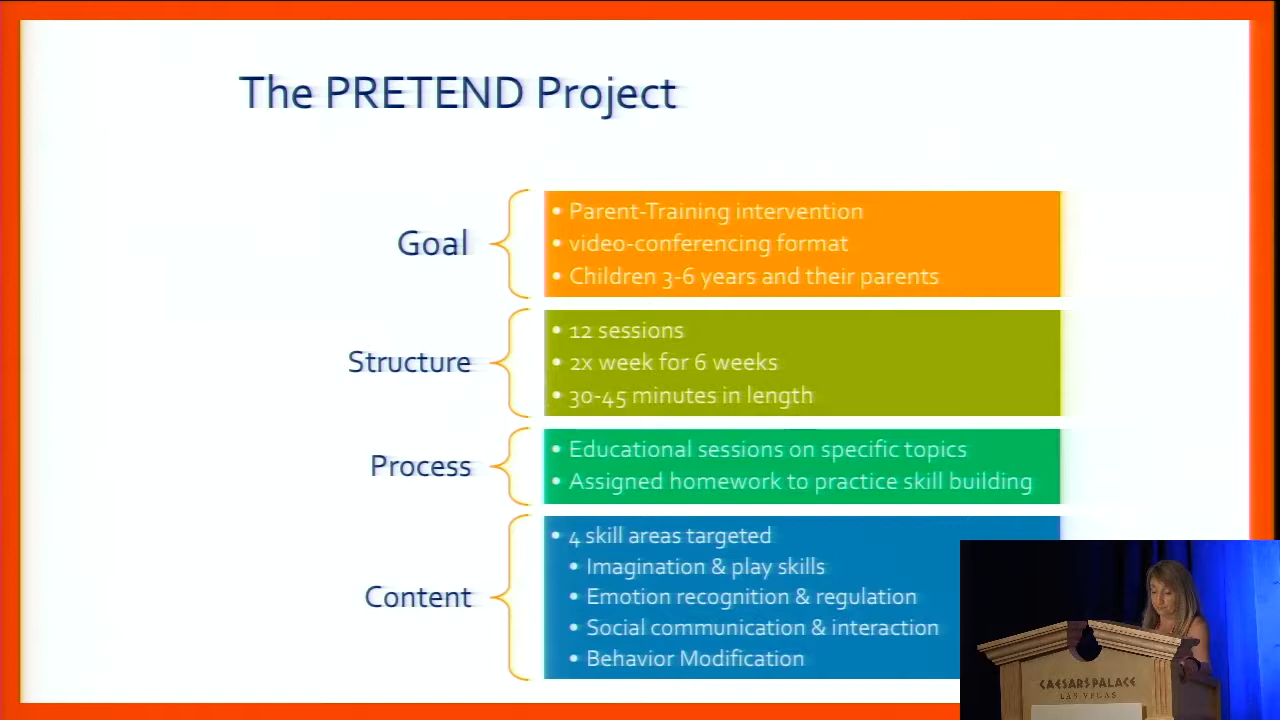 The PRETEND Project
Goal
• Parent-Training intervention
• video-conferencing format
• Children 3-6 years and their parents
Structure
• 12 sessions
• 2x week for 6 weeks
• 30-45 minutes in length
Process
• Educational sessions on specific topics
• Assigned homework to practice skill building
Content
• 4 skill areas targeted
• Imagination & play skills
• Emotion recognition & regulation
• Social communication & interaction
• Behavior Modification
CAESARS PALACE
LAS VEGAS